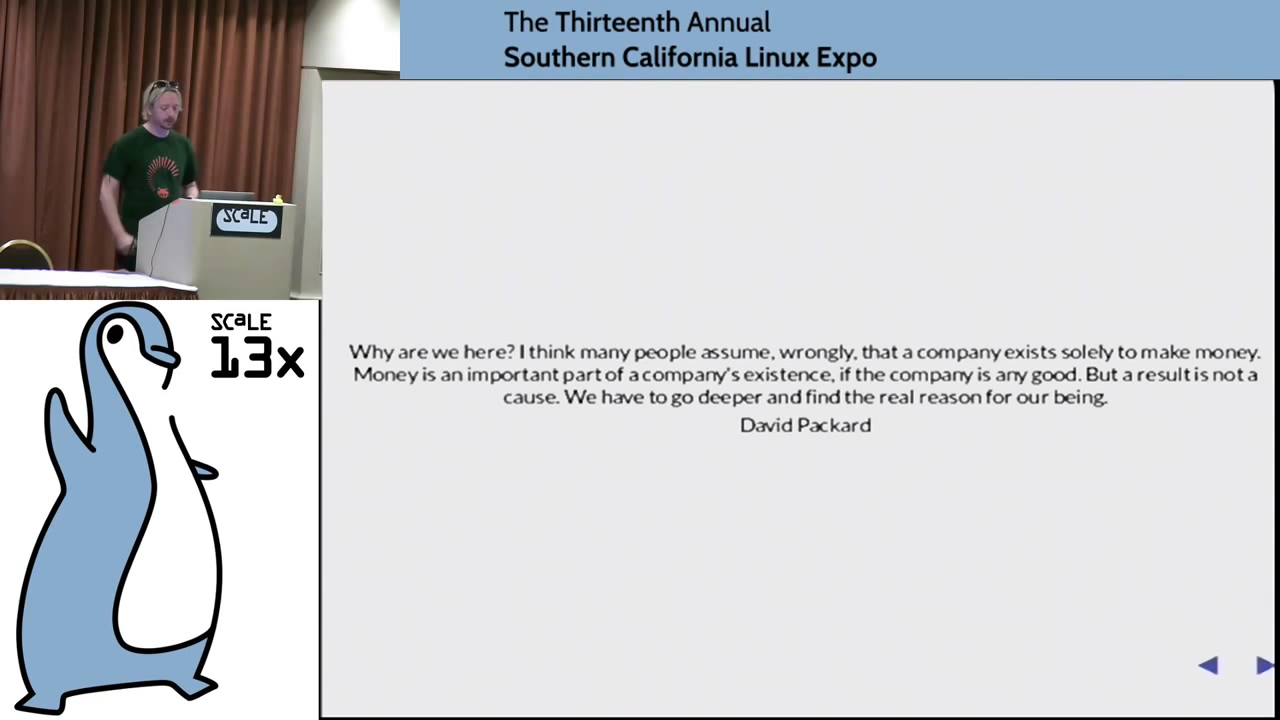 The Thirteenth Annual
Southern California Linux Expo
SCaLE
SCaLE
13x
Why are we here? I think many people assume, wrongly, that a company exists solely to make money.
Money is an important part of a company's existence, if the company is any good. But a result is not a
cause. We have to go deeper and find the real reason for our being.
David Packard